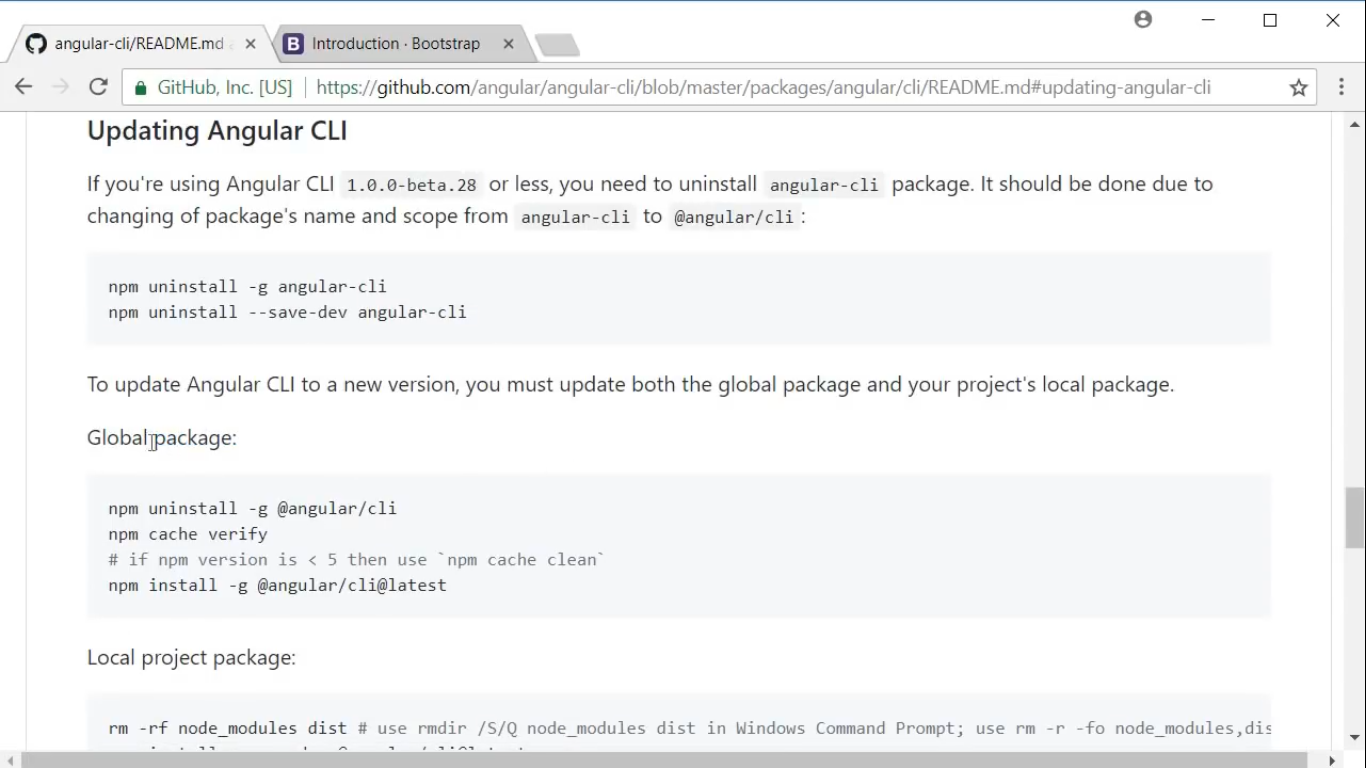 angular-cli/README.md
Introduction · Bootstrap
GitHub, Inc. [US]
https://github.com/angular/angular-cli/blob/master/packages/angular/cli/README.md#updating-angular-cli
Updating Angular CLI
If you're using Angular CLI 1.0.0-beta.28 or less, you need to uninstall angular-cli package. It should be done due to
changing of package's name and scope from angular-cli to @angular/cli :
npm uninstall -g angular-cli
npm uninstall --save-dev angular-cli
To update Angular CLI to a new version, you must update both the global package and your project's local package.
Global package:
npm uninstall -g @angular/cli
npm cache verify
# if npm version is < 5 then use `npm cache clean`
npm install -g @angular/cli@latest
Local project package:
rm -rf node_modules dist # use rmdir /S/Q node_modules dist in Windows Command Prompt; use rm -r -fo node_modules,dis